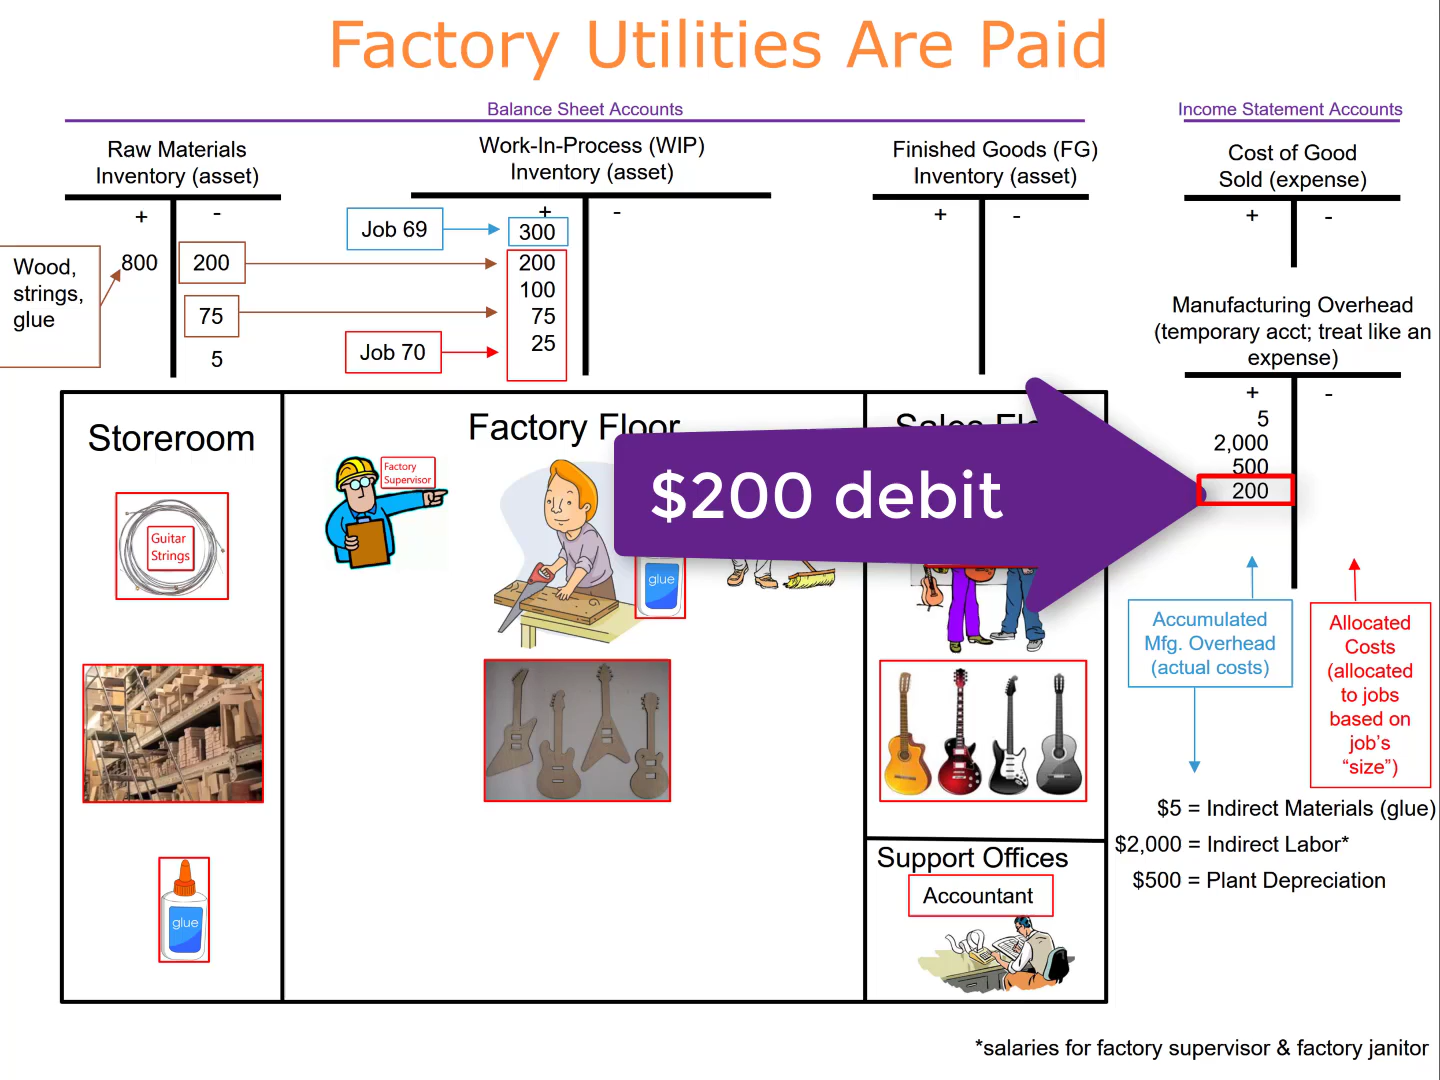 Factory Utilities Are Paid
Balance Sheet Accounts
Income Statement Accounts
Raw Materials
Inventory (asset)
+ -
800 200
75
5
Wood,
strings,
glue
Work-In-Process (WIP)
Inventory (asset)
+ -
Job 69
300
200
100
75
25
Job 70
Finished Goods (FG)
Inventory (asset)
+ -
Cost of Good
Sold (expense)
+ -
Manufacturing Overhead
(temporary acct; treat like an
expense)
+ -
5
2,000
500
200
$200 debit
Storeroom
Guitar
Strings
glue
Factory Floor
Factory
Supervisor
glue
Support Offices
Accountant
Accumulated
Mfg. Overhead
(actual costs)
Allocated
Costs
(allocated
to jobs
based on
job's
“size”)
$5 = Indirect Materials (glue)
$2,000 = Indirect Labor*
$500 = Plant Depreciation
*salaries for factory supervisor & factory janitor